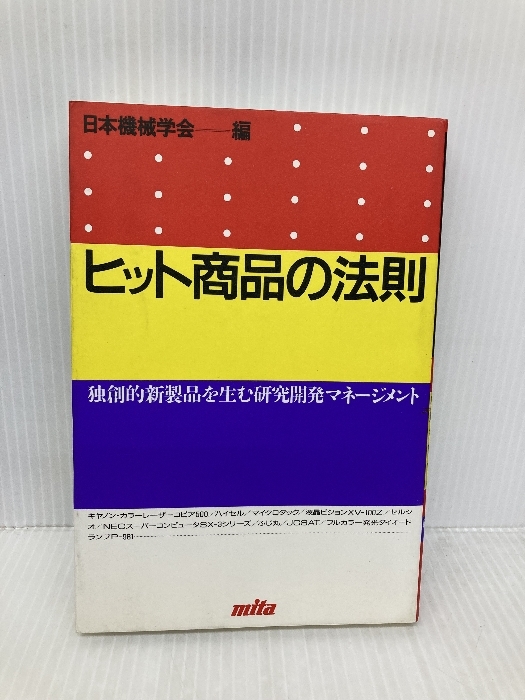 日本機械学会──編
ヒット商品の法則
独創的新製品を生む研究開発マネージメント
キヤノン・カラーレーザーコピア500／ハイセル／マイクロタック／液晶ビジョンXV-100Z／セルシ
オ／NECスーパーコンピュータSX-3シリーズ／ふじ丸／JCSAT／フルカラー発光ダイオード
ランプP-981
mita